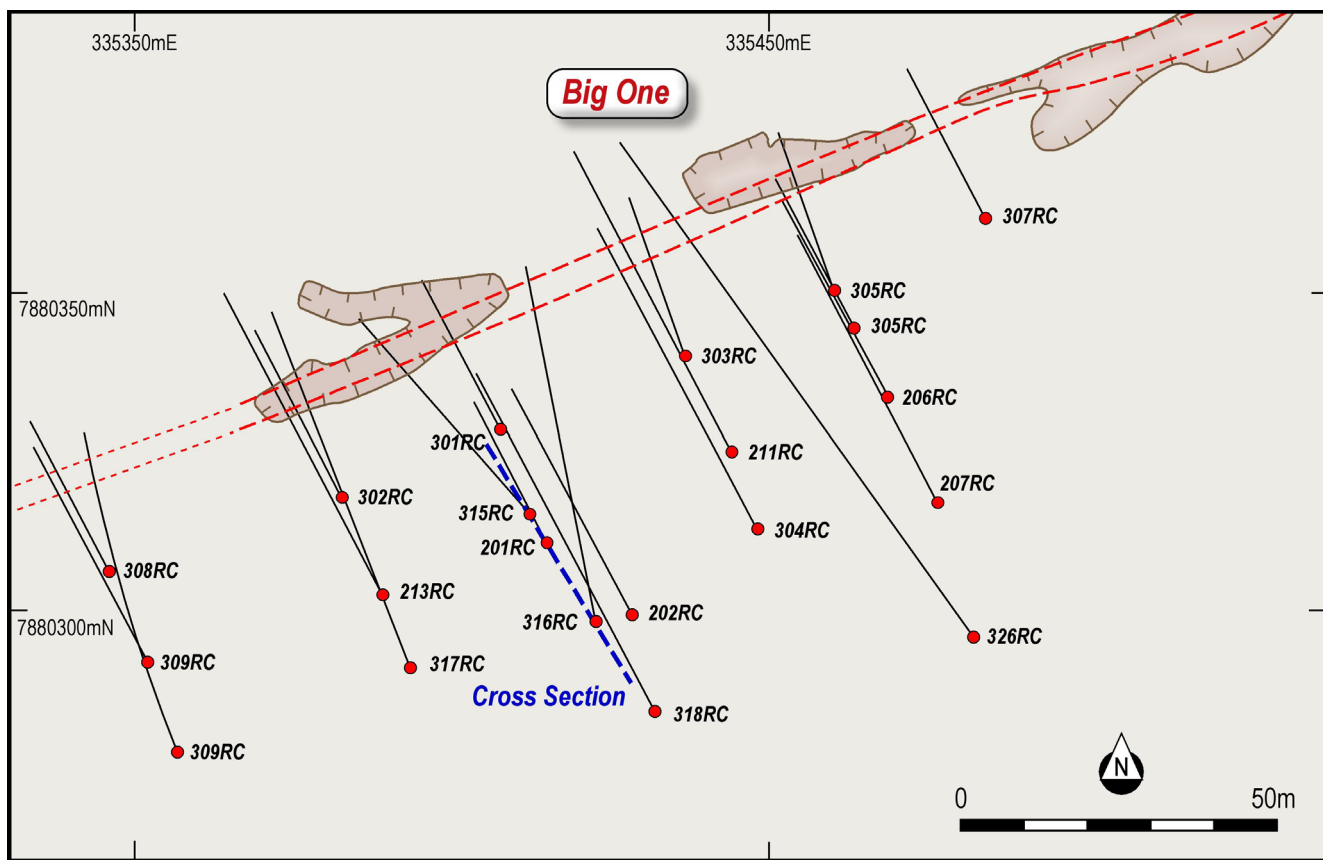 335350mE
335450mE
Big One
307RC
7880350mN
305RC
305RC
303RC
206RC
301RC
211RC
302RC
207RC
315RC
304RC
201RC
308RC
213RC
202RC
316RC
7880300mN
326RC
309RC
317RC
Cross Section
318RC
309RC
N
0
50m